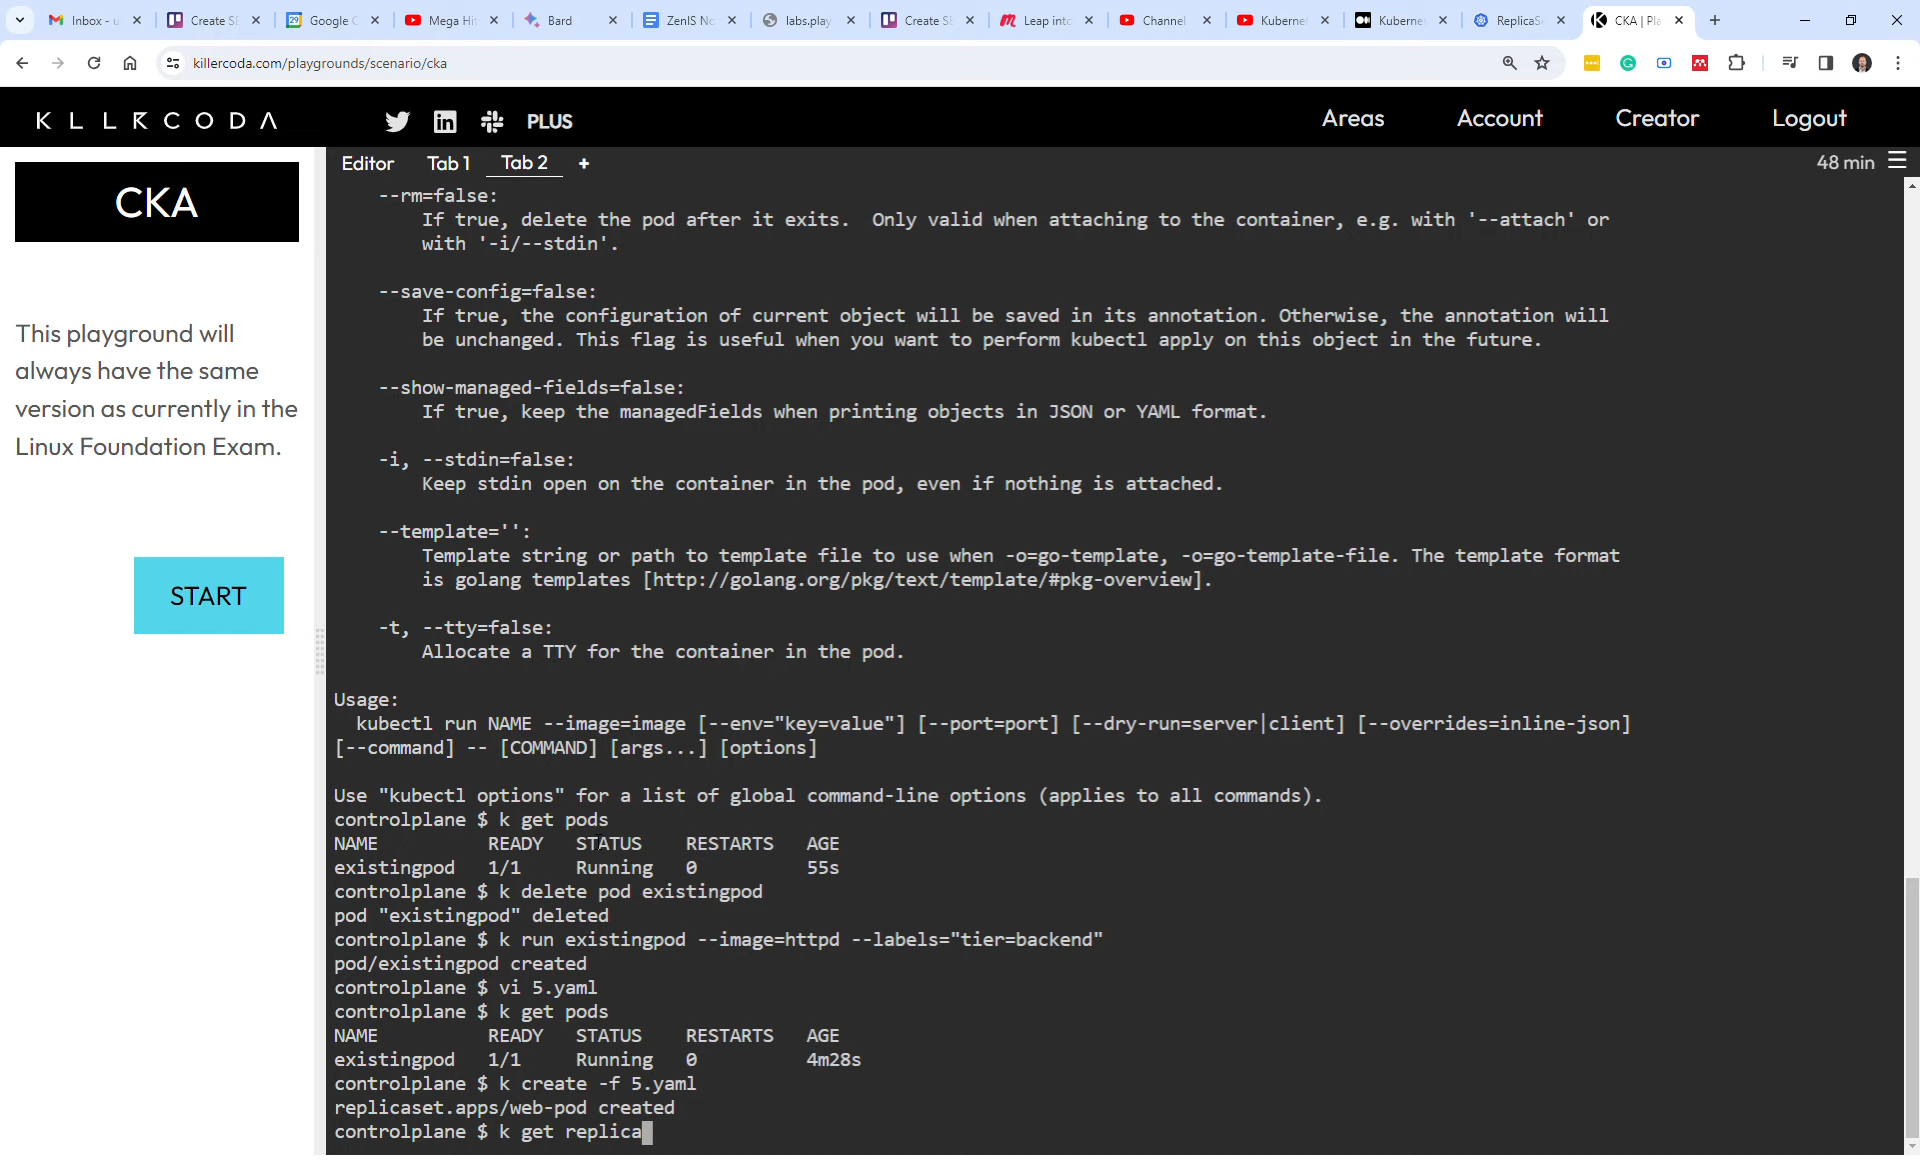 Inbox - u
Create SE
Google C
Mega Hit
Bard
ZenIS No
labs.play
Create SE
Leap into
Channel
Kubernet
Kubernet
ReplicaSe
CKA | Pla
killercoda.com/playgrounds/scenario/cka
KLLRCODA
PLUS
Areas
Account
Creator
Logout
CKA
This playground will
always have the same
version as currently in the
Linux Foundation Exam.
START
Editor
Tab 1
Tab 2
+
48 min
--rm=false:
If true, delete the pod after it exits.  Only valid when attaching to the container, e.g. with '--attach' or
with '-i/--stdin'.
--save-config=false:
If true, the configuration of current object will be saved in its annotation. Otherwise, the annotation will
be unchanged. This flag is useful when you want to perform kubectl apply on this object in the future.
--show-managed-fields=false:
If true, keep the managedFields when printing objects in JSON or YAML format.
-i, --stdin=false:
Keep stdin open on the container in the pod, even if nothing is attached.
--template='':
Template string or path to template file to use when -o=go-template, -o=go-template-file. The template format
is golang templates [http://golang.org/pkg/text/template/#pkg-overview].
-t, --tty=false:
Allocate a TTY for the container in the pod.
Usage:
kubectl run NAME --image=image [--env="key=value"] [--port=port] [--dry-run=server|client] [--overrides=inline-json]
[--command] -- [COMMAND] [args...] [options]
Use "kubectl options" for a list of global command-line options (applies to all commands).
controlplane $ k get pods
NAME          READY   STATUS    RESTARTS   AGE
existingpod   1/1     Running   0          55s
controlplane $ k delete pod existingpod
pod "existingpod" deleted
controlplane $ k run existingpod --image=httpd --labels="tier=backend"
pod/existingpod created
controlplane $ vi 5.yaml
controlplane $ k get pods
NAME          READY   STATUS    RESTARTS   AGE
existingpod   1/1     Running   0          4m28s
controlplane $ k create -f 5.yaml
replicaset.apps/web-pod created
controlplane $ k get replica